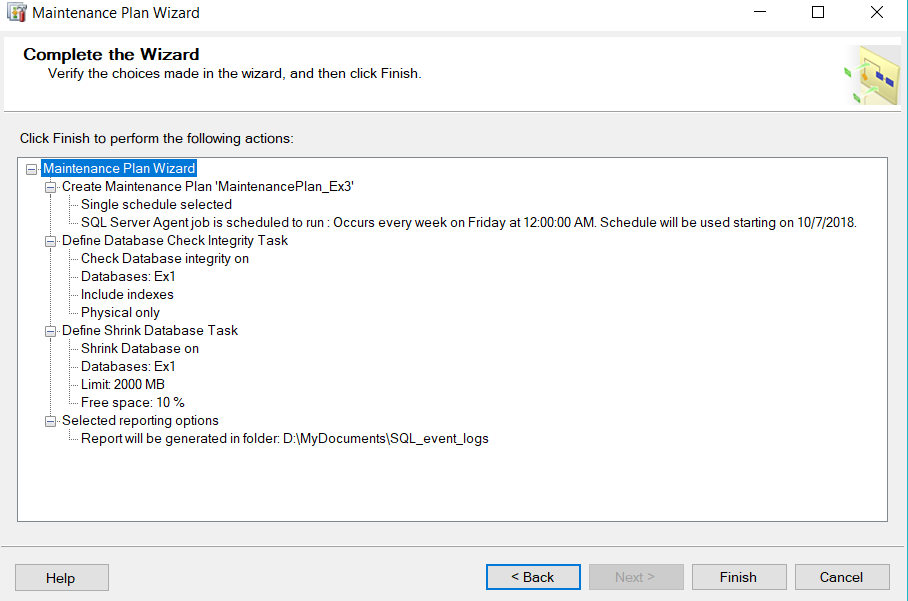 Maintenance Plan Wizard
Complete the Wizard
Verify the choices made in the wizard, and then click Finish.
Click Finish to perform the following actions:
Maintenance Plan Wizard
Create Maintenance Plan 'MaintenancePlan_Ex3'
Single schedule selected
SQL Server Agent job is scheduled to run : Occurs every week on Friday at 12:00:00 AM. Schedule will be used starting on 10/7/2018.
Define Database Check Integrity Task
Check Database integrity on
Databases: Ex1
Include indexes
Physical only
Define Shrink Database Task
Shrink Database on
Databases: Ex1
Limit: 2000 MB
Free space: 10 %
Selected reporting options
Report will be generated in folder: D:\MyDocuments\SQL_event_logs
Help
< Back
Next >
Finish
Cancel